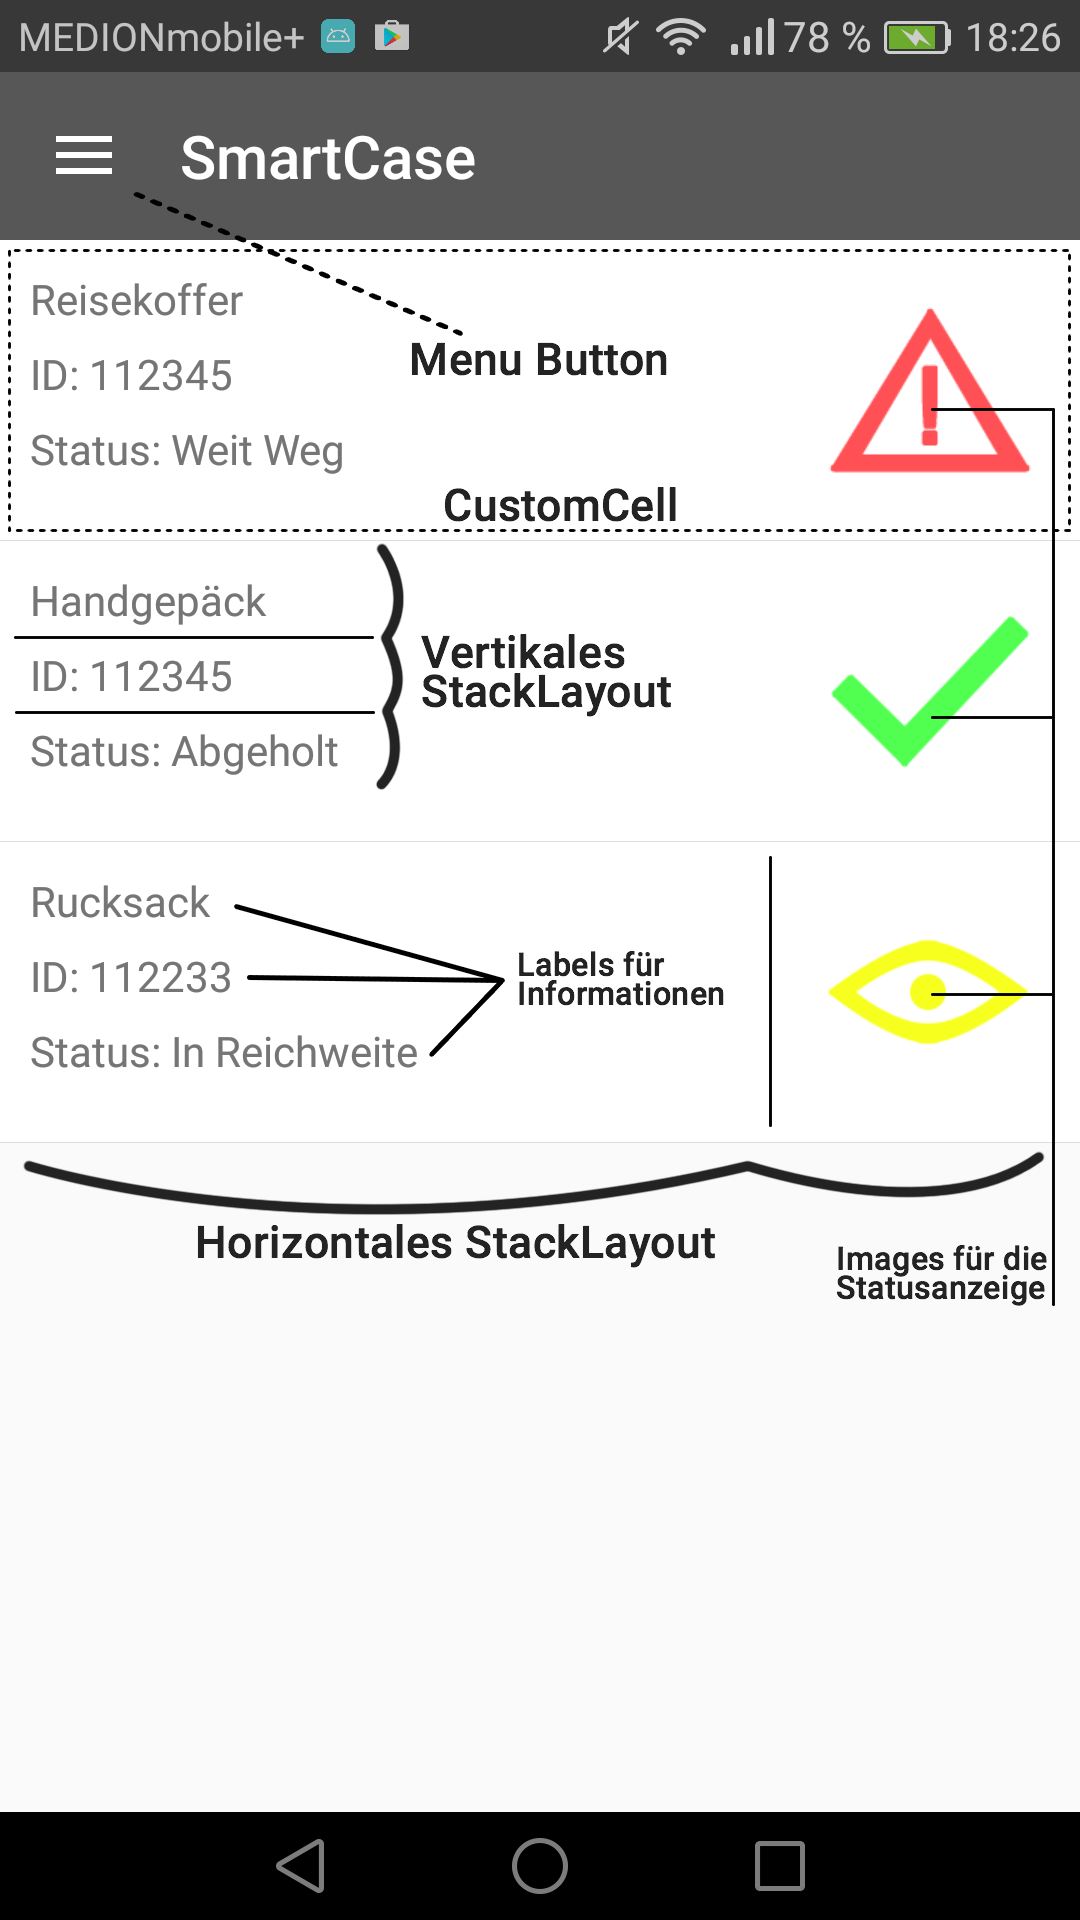 MEDIONmobile+ 78 % 18:26
SmartCase
Reisekoffer
Menu Button
ID: 112345
Status: Weit Weg
CustomCell
Handgepäck
Vertikales
StackLayout
ID: 112345
Status: Abgeholt
Rucksack
ID: 112233
Labels für
Informationen
Status: In Reichweite
Horizontales StackLayout
Images für die
Statusanzeige